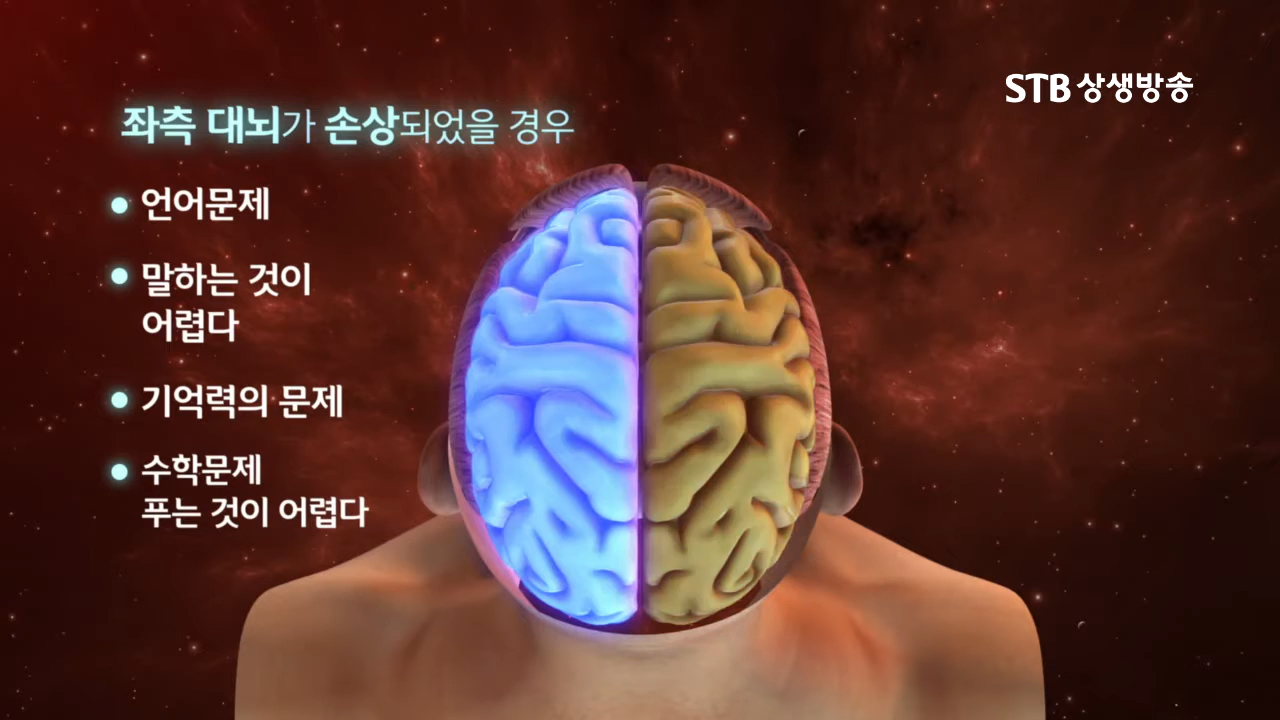 STB 상생방송
좌측 대뇌가 손상되었을 경우
언어문제
말하는 것이
어렵다
기억력의 문제
수학문제
푸는 것이 어렵다